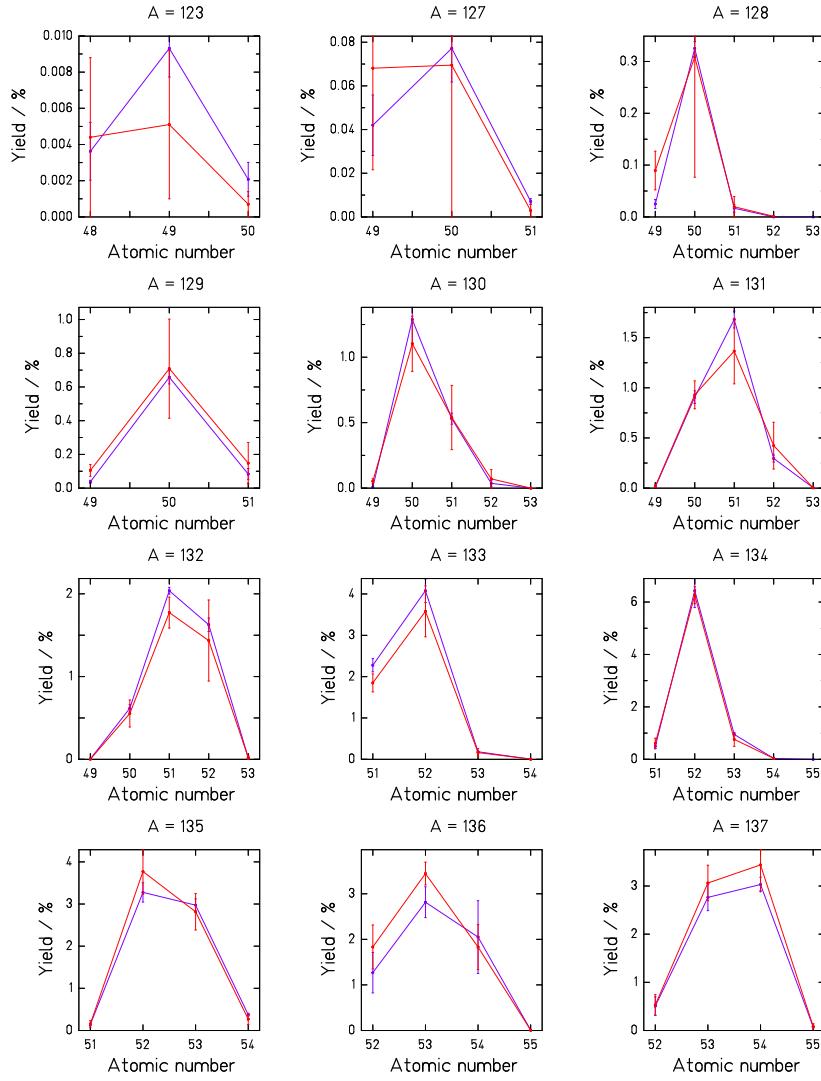 A = 123
A = 127
A = 128
Yield / %
0.010
0.008
0.006
0.004
0.002
0.000
48 49 50
Atomic number
Yield / %
0.08
0.06
0.04
0.02
0.00
49 50 51
Atomic number
Yield / %
0.3
0.2
0.1
0.0
49 50 51 52 53
Atomic number
A = 129
A = 130
A = 131
Yield / %
1.0
0.8
0.6
0.4
0.2
0.0
49 50 51
Atomic number
Yield / %
1.0
0.5
0.0
49 50 51 52 53
Atomic number
Yield / %
1.5
1.0
0.5
0.0
49 50 51 52 53
Atomic number
A = 132
A = 133
A = 134
Yield / %
2
1
0
49 50 51 52 53
Atomic number
Yield / %
4
3
2
1
0
51 52 53 54
Atomic number
Yield / %
6
4
2
0
51 52 53 54 55
Atomic number
A = 135
A = 136
A = 137
Yield / %
4
3
2
1
0
51 52 53 54
Atomic number
Yield / %
3
2
1
0
52 53 54 55
Atomic number
Yield / %
3
2
1
0
52 53 54 55
Atomic number